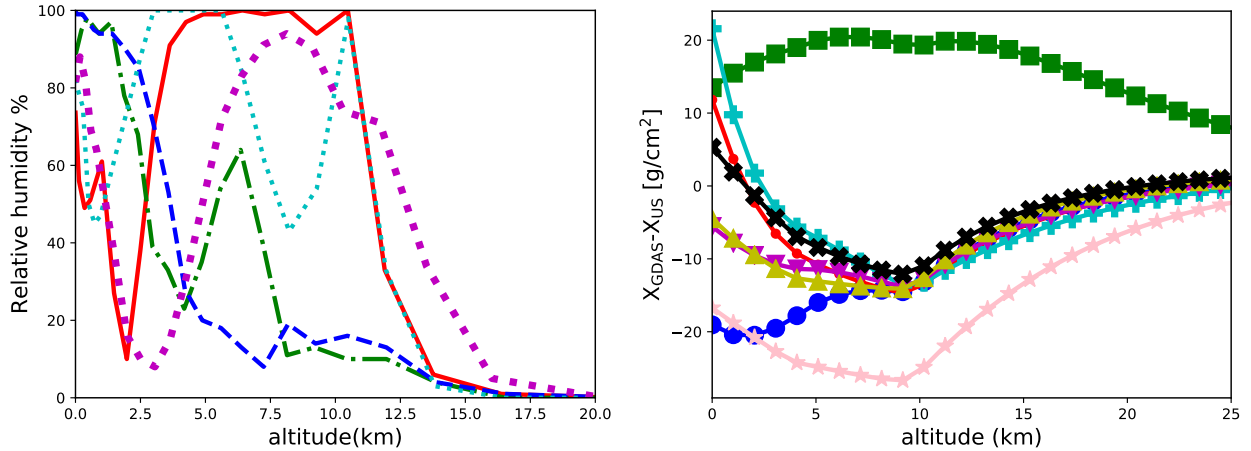 Relative humidity %
100
80
60
40
20
0
0.0 2.5 5.0 7.5 10.0 12.5 15.0 17.5 20.0
altitude(km)
X_GDAS-X_US [g/cm²]
20
10
0
−10
−20
0 5 10 15 20 25
altitude (km)